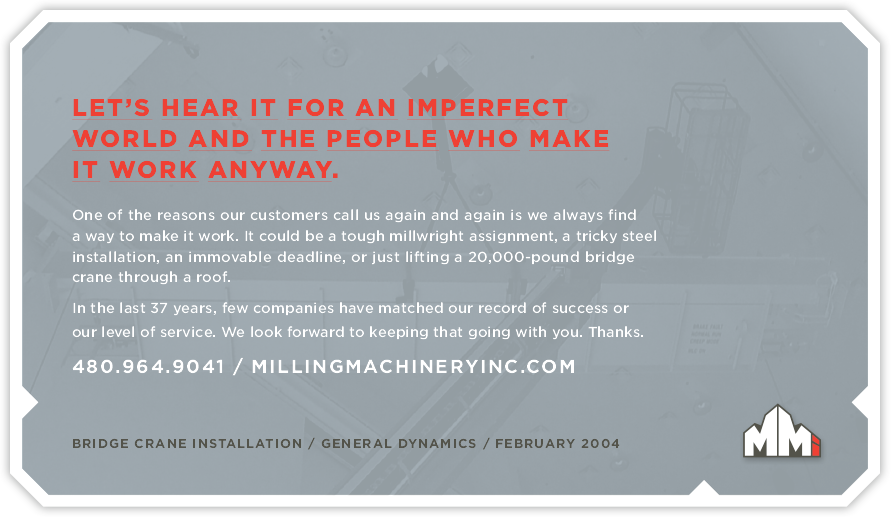 LET'S HEAR IT FOR AN IMPERFECT
WORLD AND THE PEOPLE WHO MAKE
IT WORK ANYWAY.
One of the reasons our customers call us again and again is we always find
a way to make it work. It could be a tough millwright assignment, a tricky steel
installation, an immovable deadline, or just lifting a 20,000-pound bridge
crane through a roof.
In the last 37 years, few companies have matched our record of success or
our level of service. We look forward to keeping that going with you. Thanks.
480.964.9041 / MILLINGMACHINERYINC.COM
BRIDGE CRANE INSTALLATION / GENERAL DYNAMICS / FEBRUARY 2004
MMi